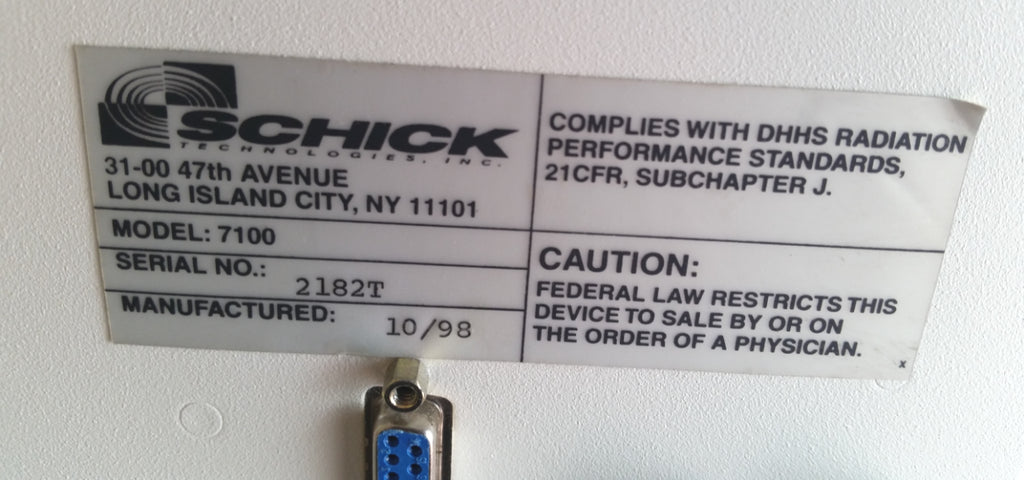 SCHICK
TECHNOLOGIES, INC.
31-00 47th AVENUE
LONG ISLAND CITY, NY 11101
MODEL: 7100
SERIAL NO.: 2182T
MANUFACTURED: 10/98
COMPLIES WITH DHHS RADIATION
PERFORMANCE STANDARDS,
21CFR, SUBCHAPTER J.
CAUTION:
FEDERAL LAW RESTRICTS THIS
DEVICE TO SALE BY OR ON
THE ORDER OF A PHYSICIAN.
x